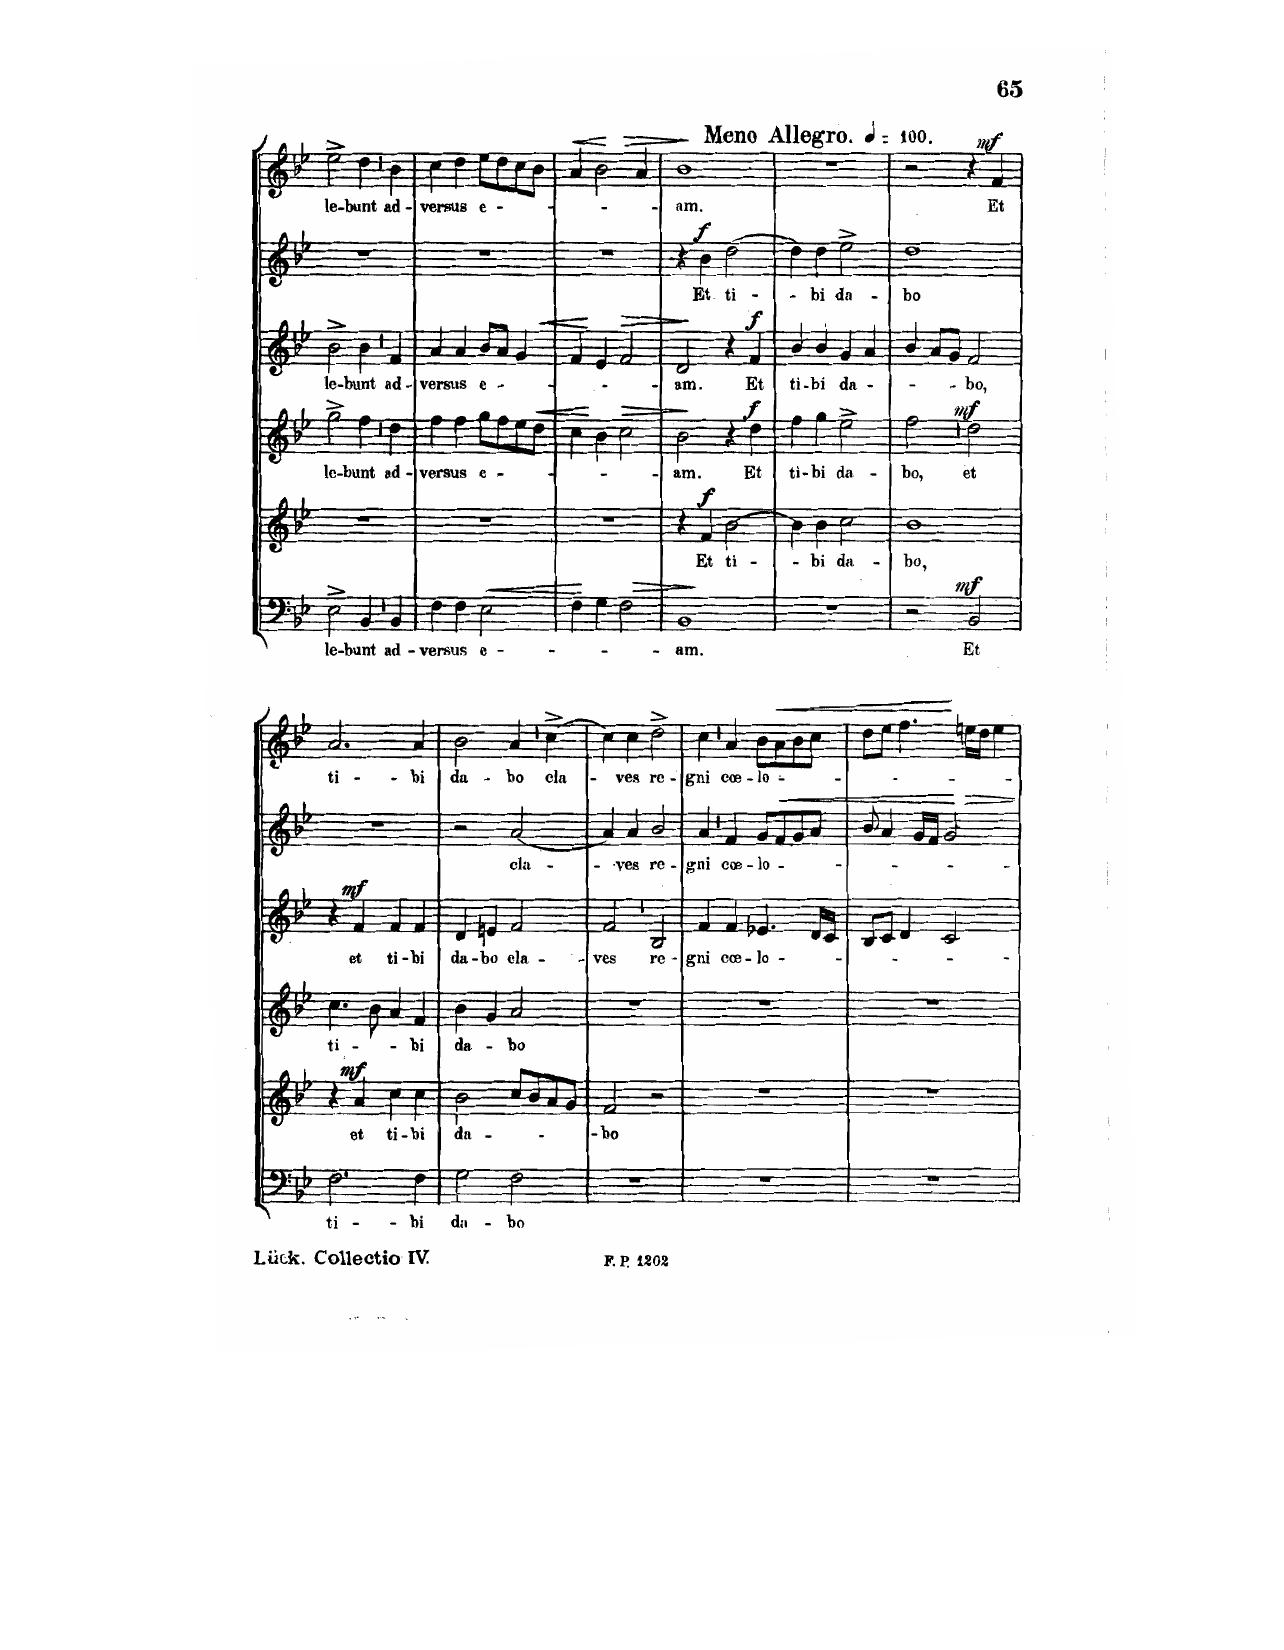 65
Meno Allegro. ♩ = 100.
mf
le-bunt ad - versus e - - - - am. Et
f
Et ti - - bi da - bo
f
le-bunt ad - versus e - - - - am. Et ti-bi da - - - bo,
f mf
le-bunt ad - versus e - - - - am. Et ti-bi da - bo, et
f
Et ti - - bi da - bo,
mf
le-bunt ad - versus e - - - - am. Et
ti - - bi da - bo cla - ves re - gni cœ - lo - - - - - -
cla - - ves re - gni cœ - lo - - - - - -
mf
et ti-bi da-bo cla - - ves re - gni cœ - lo - - - - - -
ti - - bi da - bo
mf
et ti-bi da - - - bo
ti - - bi da - bo
Lück. Collectio IV. F. P. 1202